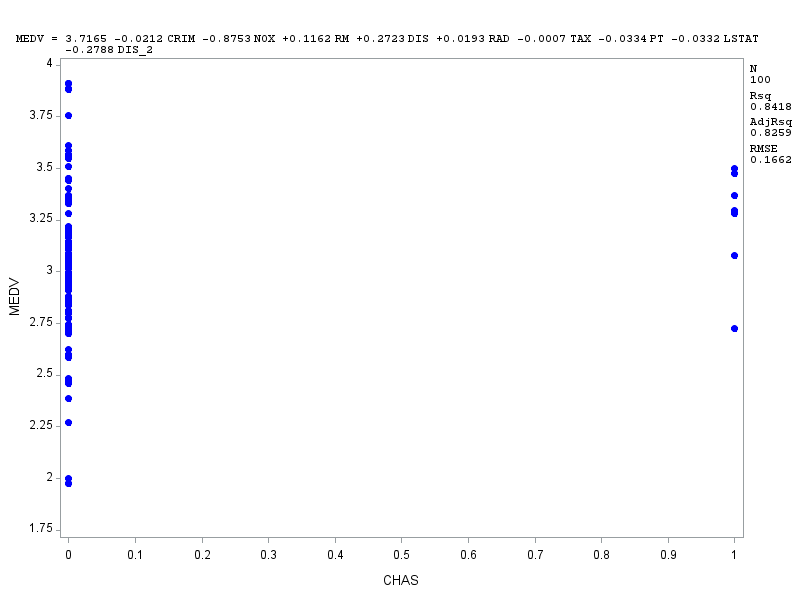 MEDV = 3.7165 -0.0212 CRIM -0.8753 NOX +0.1162 RM +0.2723 DIS +0.0193 RAD -0.0007 TAX -0.0334 PT -0.0332 LSTAT
-0.2788 DIS_2
4
3.75
3.5
3.25
3
2.75
2.5
2.25
2
1.75
MEDV
0 0.1 0.2 0.3 0.4 0.5 0.6 0.7 0.8 0.9 1
CHAS
N
100
Rsq
0.8418
AdjRsq
0.8259
RMSE
0.1662